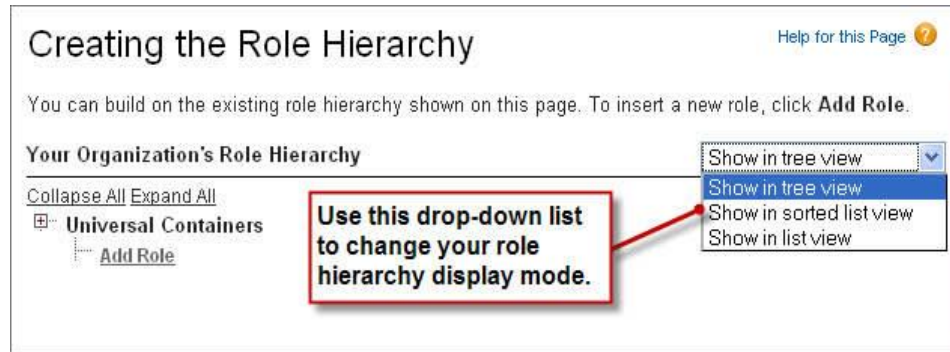 Creating the Role Hierarchy
Help for this Page
You can build on the existing role hierarchy shown on this page. To insert a new role, click Add Role.
Your Organization's Role Hierarchy
Show in tree view
Show in tree view
Show in sorted list view
Show in list view
Collapse All Expand All
Universal Containers
Add Role
Use this drop-down list
to change your role
hierarchy display mode.